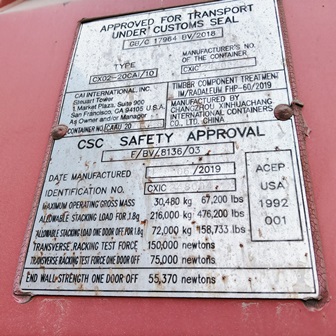 APPROVED FOR TRANSPORT
UNDER CUSTOMS SEAL
GB/C 17964 BV/2018
TYPE
MANUFACTURER'S NO.
OF THE CONTAINER
CX02-20CAI/10
CXIC
CAI INTERNATIONAL, INC.
Steuart Tower
1 Market Plaza, Suite 900
San Francisco, CA 94105 U.S.A.
As Owner and/or Manager
CONTAINER NO. CAAU 20
TIMBER COMPONENT TREATMENT
IM/RADALEUM FHP-60/2019
MANUFACTURED BY
CHANGZHOU XINHUACHANG
INTERNATIONAL CONTAINERS
CO., LTD. CHINA
CSC SAFETY APPROVAL
F/BV/8136/03
DATE MANUFACTURED /2019
IDENTIFICATION NO. CXIC
MAXIMUM OPERATING GROSS MASS 30,480 kg 67,200 lbs
ALLOWABLE STACKING LOAD FOR 1.8g 216,000 kg 476,200 lbs
ALLOWABLE STACKING LOAD ONE DOOR OFF FOR 1.8g 72,000 kg 158,733 lbs
TRANSVERSE RACKING TEST FORCE 150,000 newtons
TRANSVERSE RACKING TEST FORCE ONE DOOR OFF 75,000 newtons
END WALL STRENGTH ONE DOOR OFF 55,370 newtons
ACEP
USA
1992
001